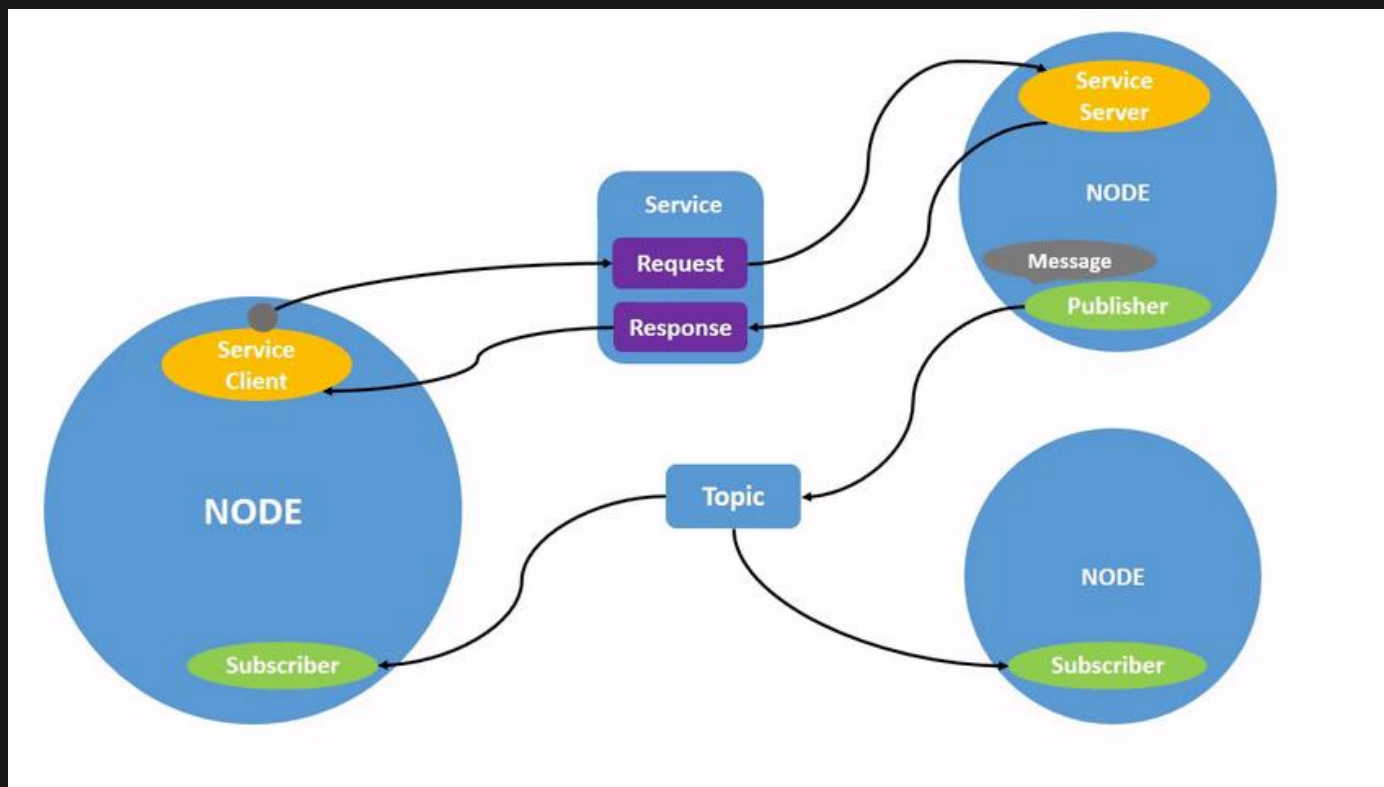 Service
Server
NODE
Message
Publisher
Service
Request
Response
Service
Client
NODE
Subscriber
Topic
NODE
Subscriber